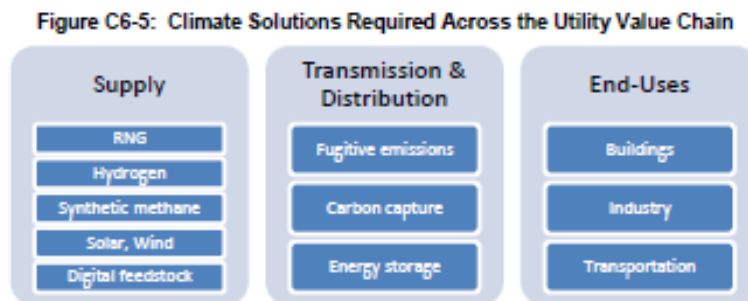 Figure C6-5: Climate Solutions Required Across the Utility Value Chain
Supply
RNG
Hydrogen
Synthetic methane
Solar, Wind
Digital feedstock
Transmission &
Distribution
Fugitive emissions
Carbon capture
Energy storage
End-Uses
Buildings
Industry
Transportation